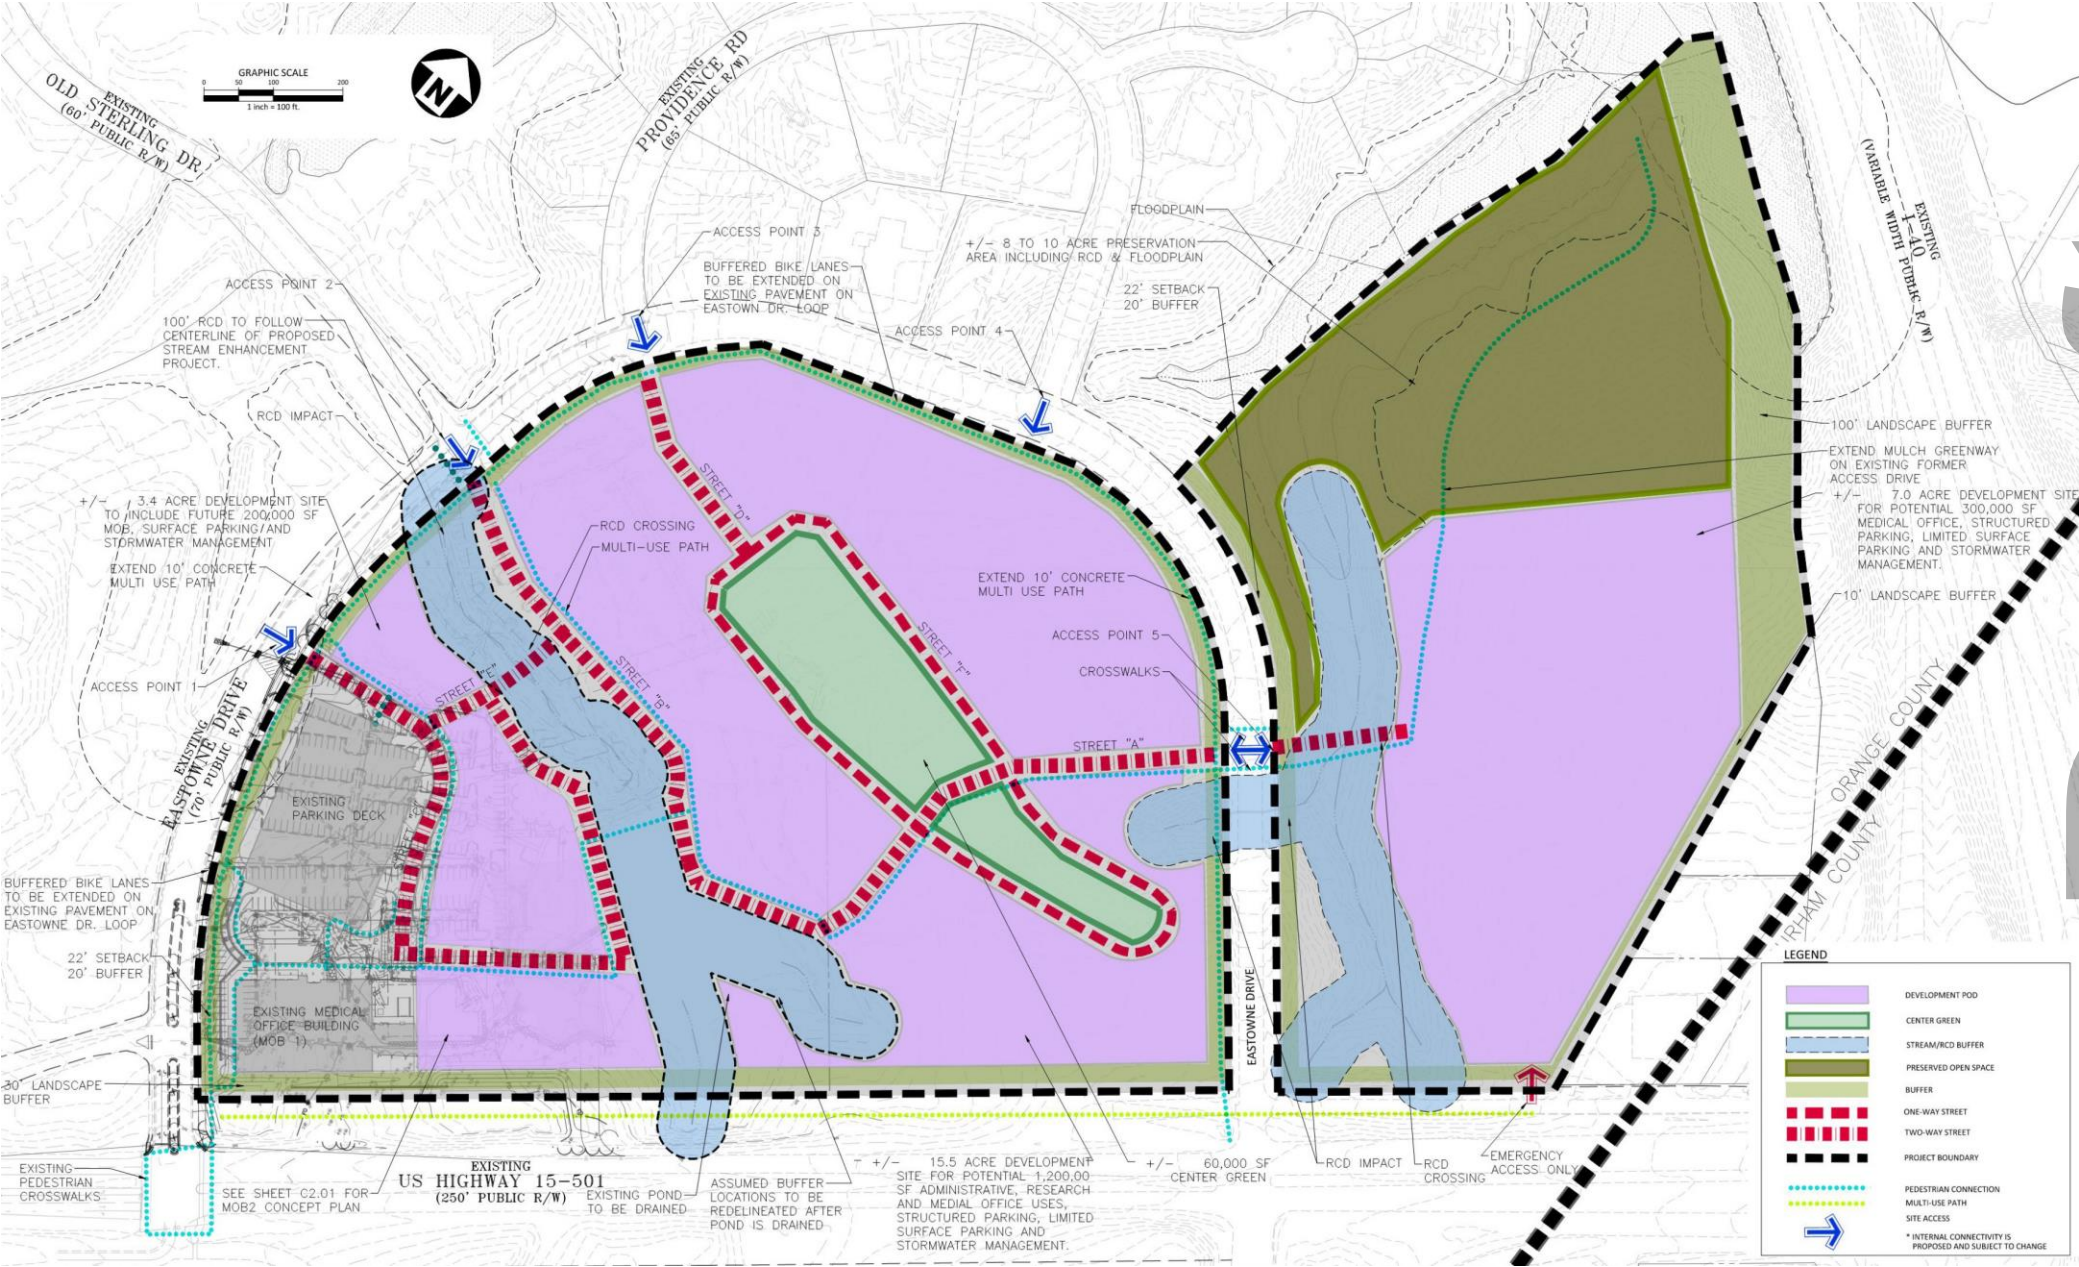 GRAPHIC SCALE
0 50 100 200
1 inch = 100 ft.
N
EXISTING
OLD STERLING DR
(60' PUBLIC R/W)
EXISTING
PROVIDENCE RD
(65' PUBLIC R/W)
ACCESS POINT 3
BUFFERED BIKE LANES
TO BE EXTENDED ON
EXISTING PAVEMENT ON
EASTOWN DR. LOOP
ACCESS POINT 4
FLOODPLAIN
+/- 8 TO 10 ACRE PRESERVATION
AREA INCLUDING RCD & FLOODPLAIN
22' SETBACK
20' BUFFER
EXISTING
I-40
(VARIABLE WIDTH PUBLIC R/W)
ACCESS POINT 2
100' RCD TO FOLLOW
CENTERLINE OF PROPOSED
STREAM ENHANCEMENT
PROJECT.
RCD IMPACT
+/- 3.4 ACRE DEVELOPMENT SITE
TO INCLUDE FUTURE 200,000 SF
MOB, SURFACE PARKING AND
STORMWATER MANAGEMENT
EXTEND 10' CONCRETE
MULTI USE PATH
ACCESS POINT 1
EXISTING
EASTOWNE DRIVE
(70' PUBLIC R/W)
RCD CROSSING
MULTI-USE PATH
STREET "D"
STREET "E"
STREET "B"
STREET "F"
STREET "A"
EXTEND 10' CONCRETE
MULTI USE PATH
ACCESS POINT 5
CROSSWALKS
100' LANDSCAPE BUFFER
EXTEND MULCH GREENWAY
ON EXISTING FORMER
ACCESS DRIVE
+/- 7.0 ACRE DEVELOPMENT SITE
FOR POTENTIAL 300,000 SF
MEDICAL OFFICE, STRUCTURED
PARKING, LIMITED SURFACE
PARKING AND STORMWATER
MANAGEMENT.
10' LANDSCAPE BUFFER
ORANGE COUNTY
COUNTY
EXISTING
PARKING DECK
BUFFERED BIKE LANES
TO BE EXTENDED ON
EXISTING PAVEMENT ON
EASTOWNE DR. LOOP
22' SETBACK
20' BUFFER
EXISTING MEDICAL
OFFICE BUILDING
(MOB 1)
30' LANDSCAPE
BUFFER
EASTOWNE DRIVE
EXISTING
PEDESTRIAN
CROSSWALKS
SEE SHEET C2.01 FOR
MOB2 CONCEPT PLAN
EXISTING
US HIGHWAY 15-501
(250' PUBLIC R/W)
EXISTING POND
TO BE DRAINED
ASSUMED BUFFER
LOCATIONS TO BE
REDELINEATED AFTER
POND IS DRAINED
+/- 15.5 ACRE DEVELOPMENT
SITE FOR POTENTIAL 1,200,00
SF ADMINISTRATIVE, RESEARCH
AND MEDIAL OFFICE USES,
STRUCTURED PARKING, LIMITED
SURFACE PARKING AND
STORMWATER MANAGEMENT.
+/- 60,000 SF
CENTER GREEN
RCD IMPACT
RCD
CROSSING
EMERGENCY
ACCESS ONLY
LEGEND
DEVELOPMENT POD
CENTER GREEN
STREAM/RCD BUFFER
PRESERVED OPEN SPACE
BUFFER
ONE-WAY STREET
TWO-WAY STREET
PROJECT BOUNDARY
PEDESTRIAN CONNECTION
MULTI-USE PATH
SITE ACCESS
* INTERNAL CONNECTIVITY IS
PROPOSED AND SUBJECT TO CHANGE